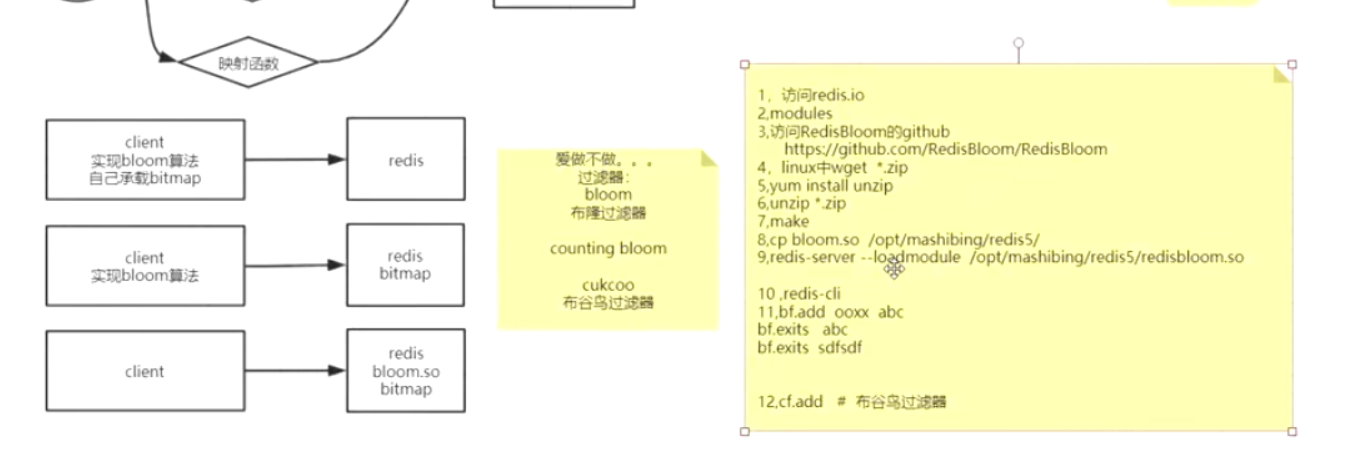 映射函数
client
实现bloom算法
自己承载bitmap
redis
client
实现bloom算法
redis
bitmap
client
redis
bloom.so
bitmap
爱做不做。。。
过滤器：
bloom
布隆过滤器
counting bloom
cukcoo
布谷鸟过滤器
1，访问redis.io
2,modules
3,访问RedisBloom的github
https://github.com/RedisBloom/RedisBloom
4，linux中wget *.zip
5,yum install unzip
6,unzip *.zip
7,make
8,cp bloom.so /opt/mashibing/redis5/
9,redis-server --loadmodule /opt/mashibing/redis5/redisbloom.so
10 ,redis-cli
11,bf.add ooxx abc
bf.exits abc
bf.exits sdfsdf
12,cf.add # 布谷鸟过滤器